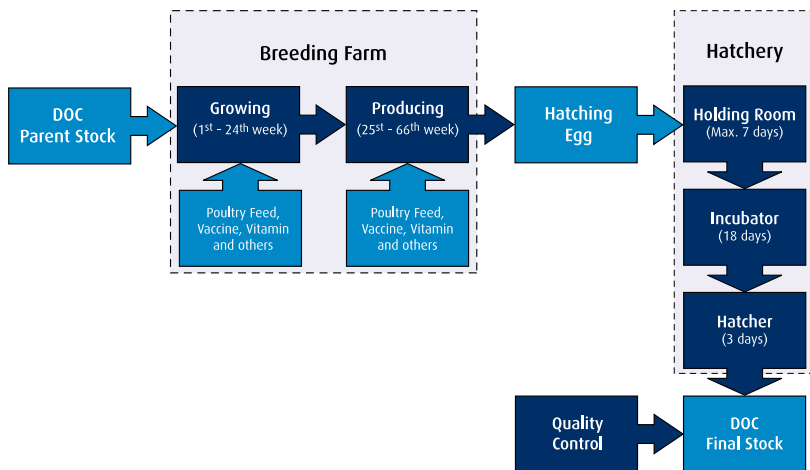 Breeding Farm
Hatchery
DOC
Parent Stock
Growing
(1st - 24th week)
Producing
(25st - 66th week)
Hatching
Egg
Holding Room
(Max. 7 days)
Poultry Feed,
Vaccine, Vitamin
and others
Poultry Feed,
Vaccine, Vitamin
and others
Incubator
(18 days)
Hatcher
(3 days)
Quality
Control
DOC
Final Stock